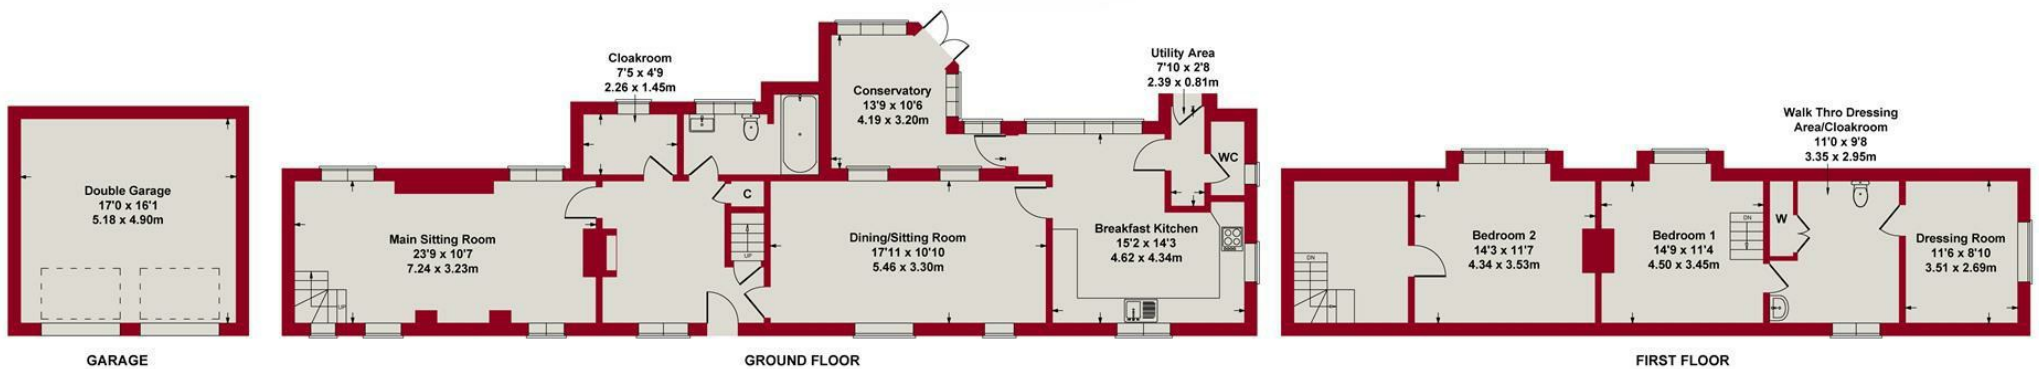 Double Garage
17'0 x 16'1
5.18 x 4.90m
GARAGE
Cloakroom
7'5 x 4'9
2.26 x 1.45m
Conservatory
13'9 x 10'6
4.19 x 3.20m
Utility Area
7'10 x 2'8
2.39 x 0.81m
WC
C
UP
UP
Main Sitting Room
23'9 x 10'7
7.24 x 3.23m
Dining/Sitting Room
17'11 x 10'10
5.46 x 3.30m
Breakfast Kitchen
15'2 x 14'3
4.62 x 4.34m
GROUND FLOOR
Walk Thro Dressing
Area/Cloakroom
11'0 x 9'8
3.35 x 2.95m
DN
Bedroom 2
14'3 x 11'7
4.34 x 3.53m
Bedroom 1
14'9 x 11'4
4.50 x 3.45m
DN
W
Dressing Room
11'6 x 8'10
3.51 x 2.69m
FIRST FLOOR